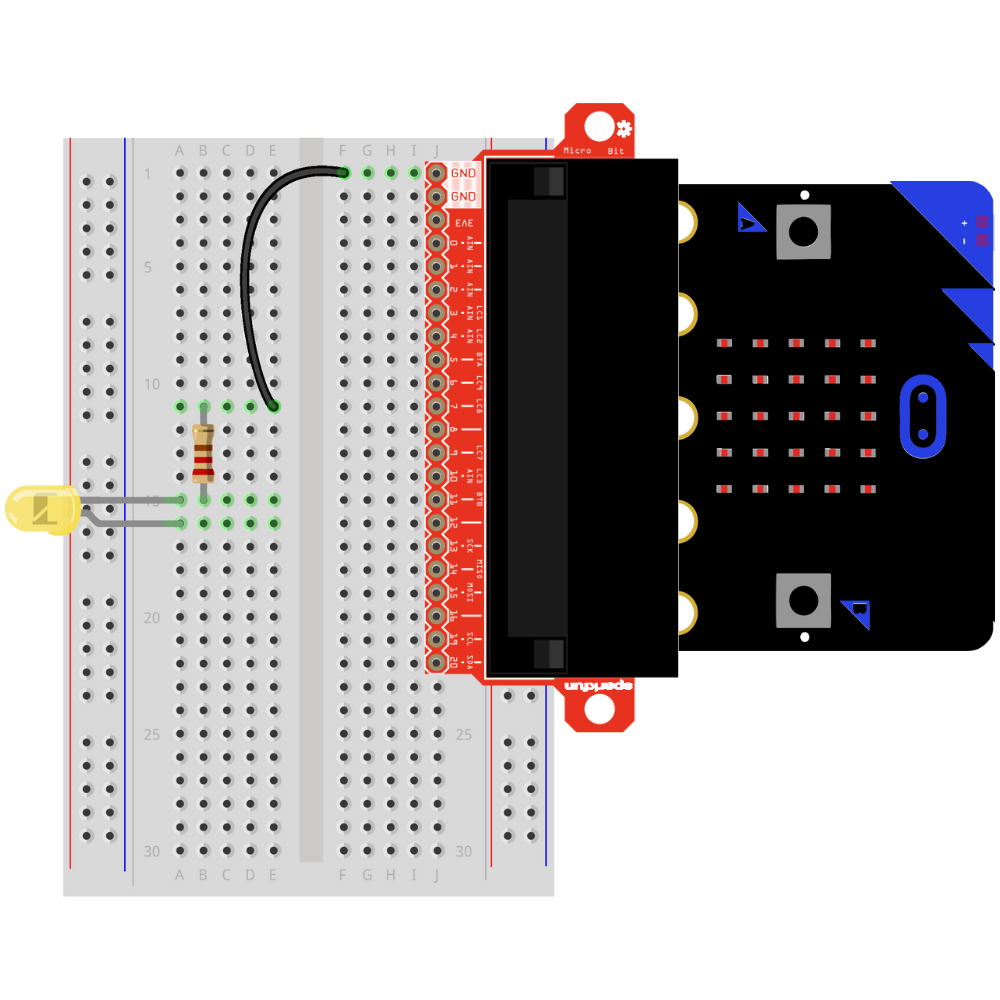 A B C D E F G H I J
Micro Bit
1
GND
GND
3V3
0 AIN
1 AIN
5
2 AIN
3 AIN LC1
4 AIN LC2
5 BTA
10
6 LC9
7 LC6
8
9 LC7
10 AIN LC3
15
11 BTB
12
13 SCK
14 MISO
15 MOSI
20
16
19 SCL
20 SDA
sparkfun
25 25
30 30
A B C D E F G H I J
A
+
-
B